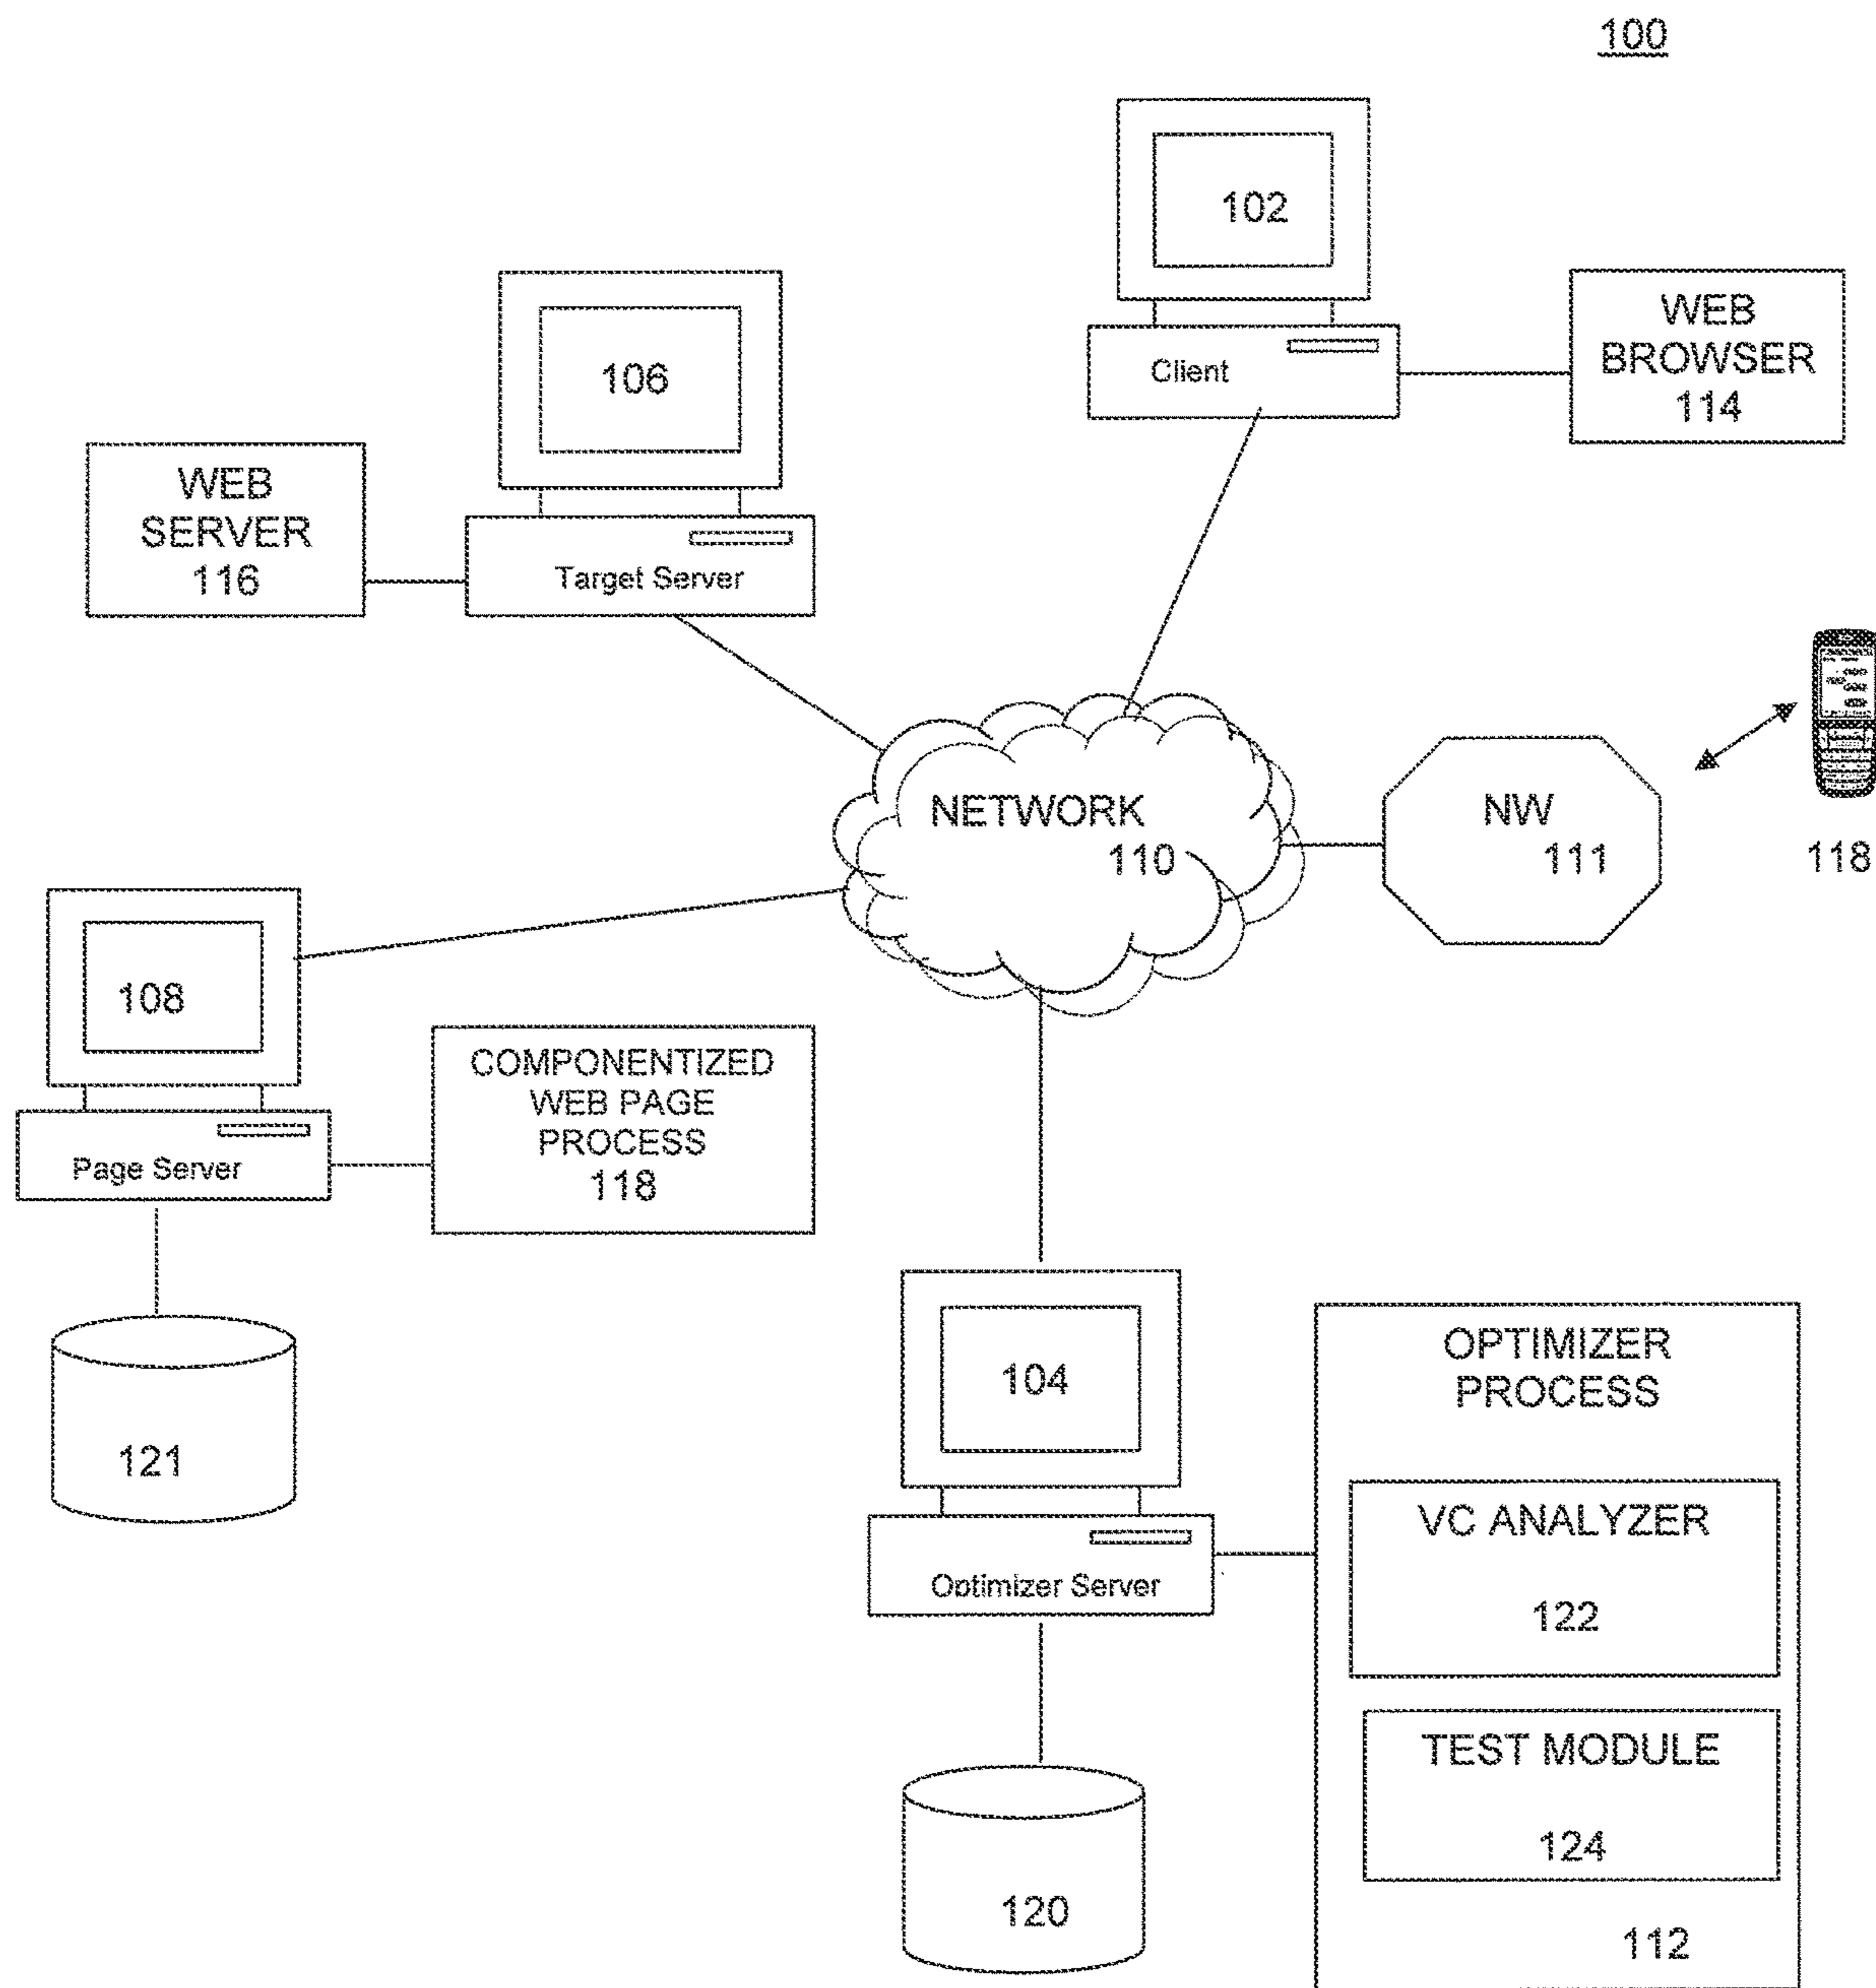 100
102
Client
WEB
BROWSER
114
106
Target Server
WEB
SERVER
116
NETWORK
110
NW
111
118
108
Page Server
COMPONENTIZED
WEB PAGE
PROCESS
118
121
104
Optimizer Server
OPTIMIZER
PROCESS
VC ANALYZER
122
TEST MODULE
124
112
120